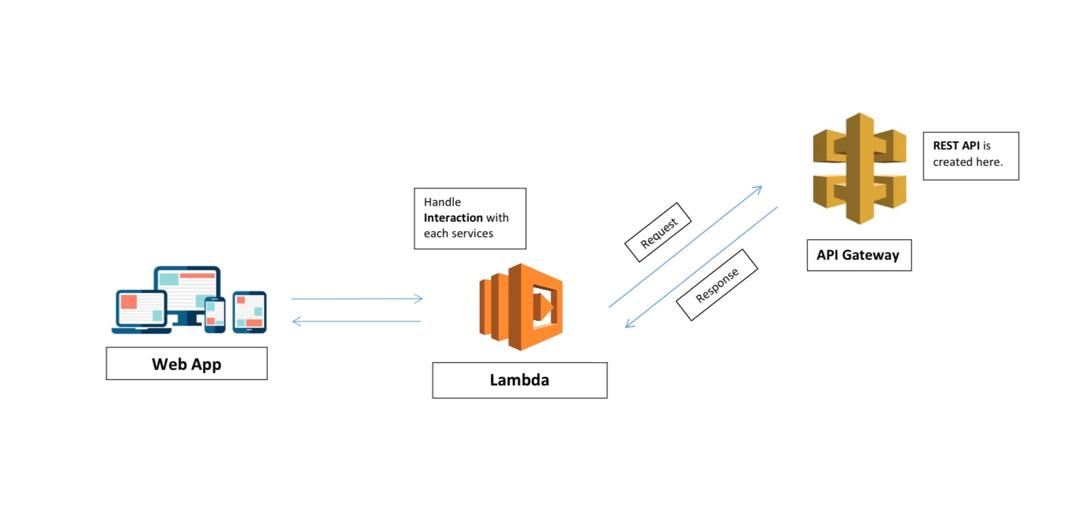 REST API is
created here.
Handle
Interaction with
each services
Request
Response
API Gateway
Web App
Lambda